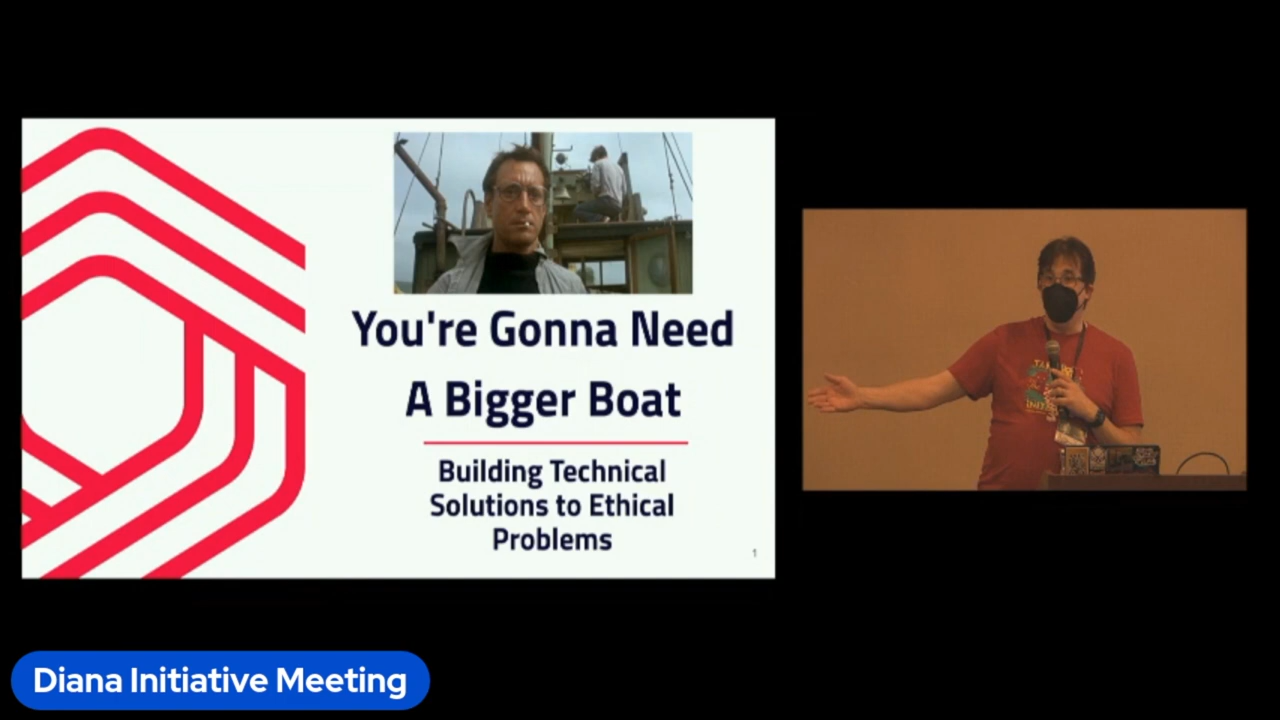 You're Gonna Need
A Bigger Boat
Building Technical
Solutions to Ethical
Problems
1
Diana Initiative Meeting